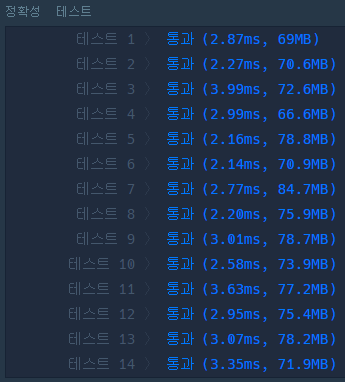 정확성 테스트
테스트 1 〉 통과 (2.87ms, 69MB)
테스트 2 〉 통과 (2.27ms, 70.6MB)
테스트 3 〉 통과 (3.99ms, 72.6MB)
테스트 4 〉 통과 (2.99ms, 66.6MB)
테스트 5 〉 통과 (2.16ms, 78.8MB)
테스트 6 〉 통과 (2.14ms, 70.9MB)
테스트 7 〉 통과 (2.77ms, 84.7MB)
테스트 8 〉 통과 (2.20ms, 75.9MB)
테스트 9 〉 통과 (3.01ms, 78.7MB)
테스트 10 〉 통과 (2.58ms, 73.9MB)
테스트 11 〉 통과 (3.63ms, 77.2MB)
테스트 12 〉 통과 (2.95ms, 75.4MB)
테스트 13 〉 통과 (3.07ms, 78.2MB)
테스트 14 〉 통과 (3.35ms, 71.9MB)